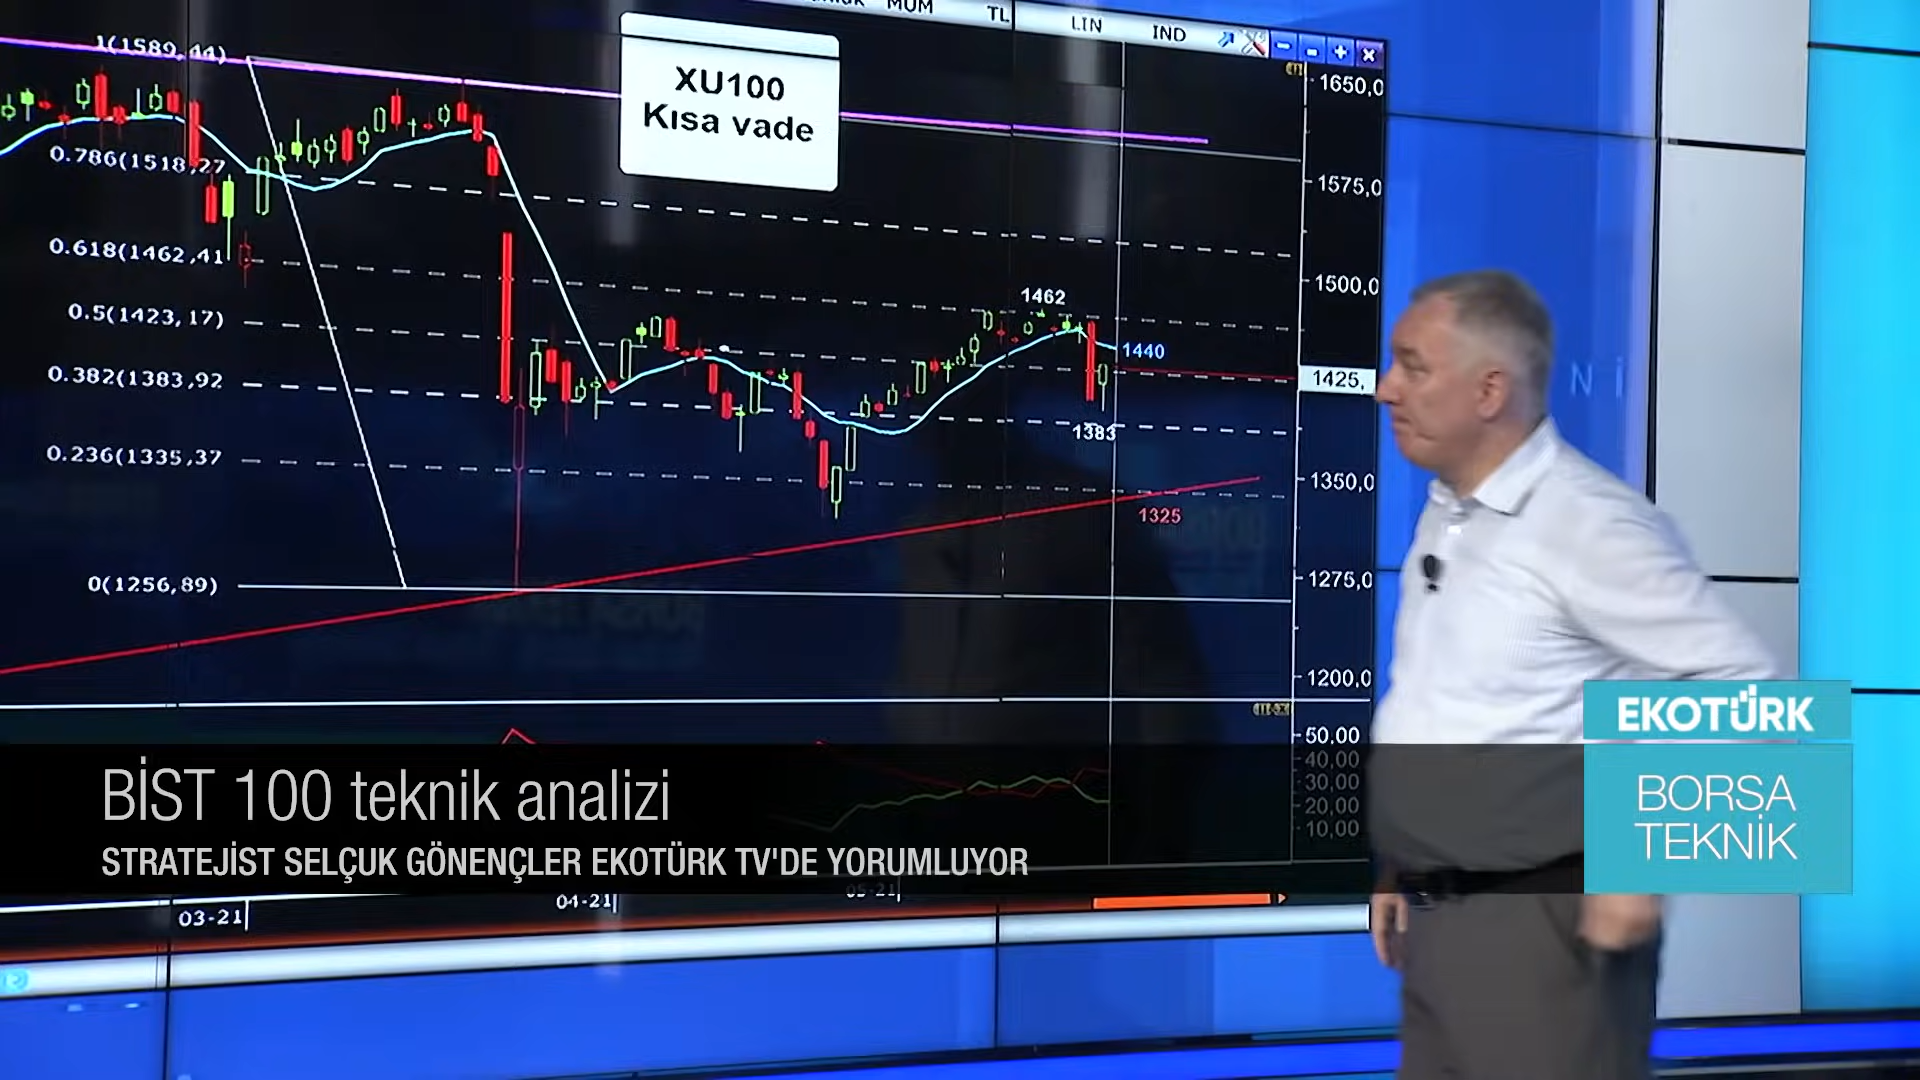 MUM
TL
LIN
IND
XU100
Kısa vade
1(1589,44)
0.786(1518,27
0.618(1462,41
0.5(1423,17)
0.382(1383,92
0.236(1335,37
0(1256,89)
1462
1440
1383
1325
1650,0
1575,0
1500,0
1425,
1350,0
1275,0
1200,0
50,00
40,00
30,00
20,00
10,00
Nİ
EKOTÜRK
BORSA
TEKNİK
BİST 100 teknik analizi
STRATEJİST SELÇUK GÖNENÇLER EKOTÜRK TV'DE YORUMLUYOR
03-21
04-21
05-21